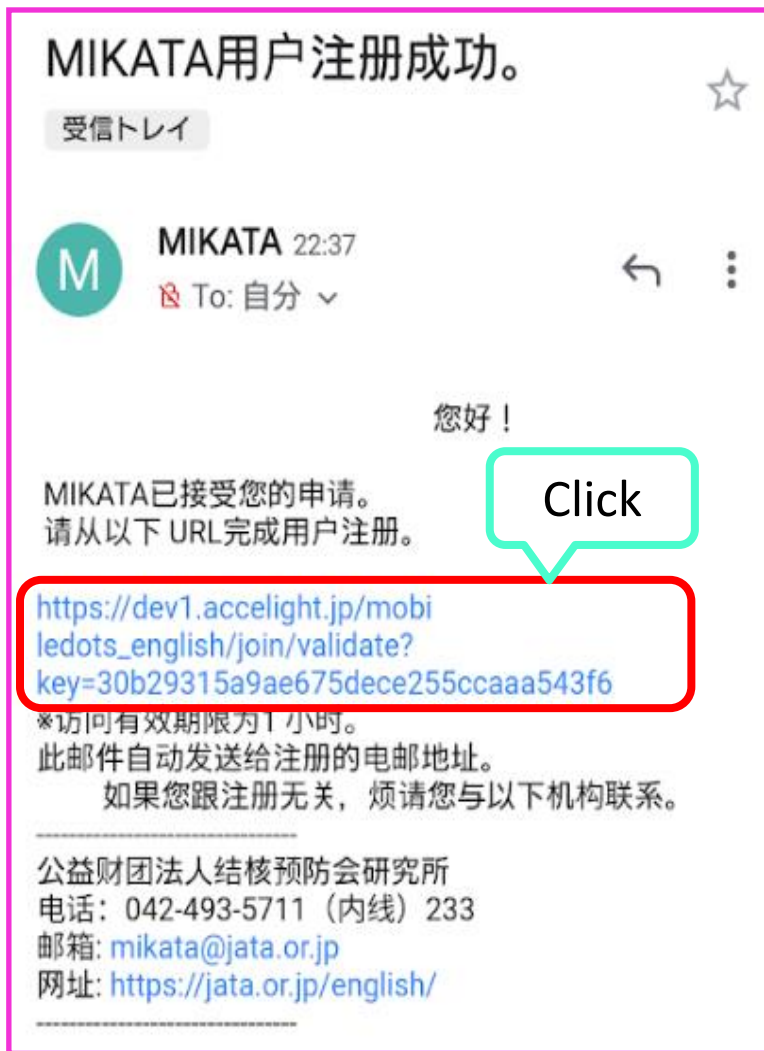 MIKATA用户注册成功。
受信トレイ
M
MIKATA 22:37
To: 自分
您好！
MIKATA已接受您的申请。
请从以下 URL完成用户注册。
Click
https://dev1.accelight.jp/mobi
ledots_english/join/validate?
key=30b29315a9ae675dece255ccaaa543f6
※访问有效期限为1 小时。
此邮件自动发送给注册的电邮地址。
如果您跟注册无关，烦请您与以下机构联系。
--------------------------------
公益财团法人结核预防会研究所
电话：042-493-5711（内线）233
邮箱: mikata@jata.or.jp
网址: https://jata.or.jp/english/
--------------------------------